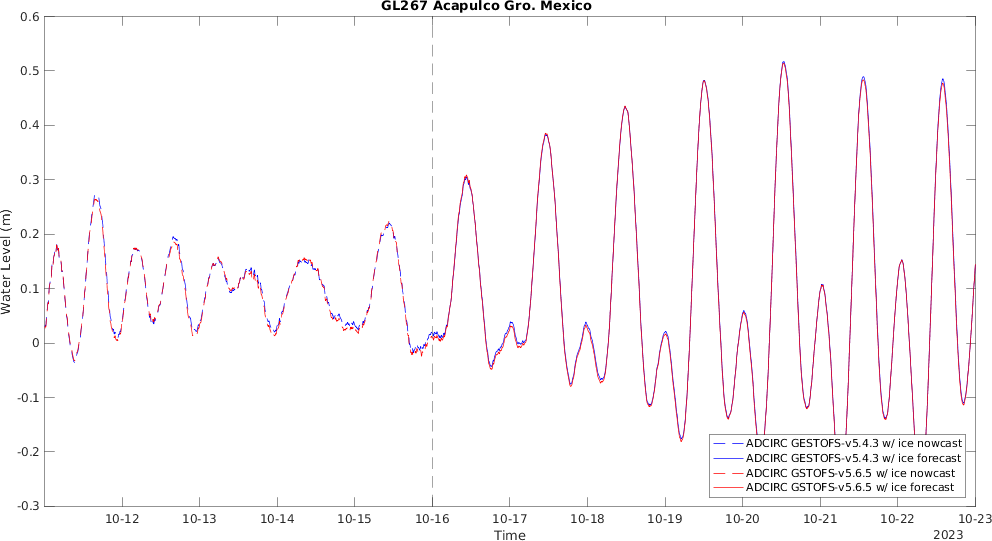 GL267 Acapulco Gro. Mexico
0.6
0.5
0.4
0.3
0.2
0.1
0
-0.1
-0.2
-0.3
Water Level (m)
ADCIRC GESTOFS-v5.4.3 w/ ice nowcast
ADCIRC GESTOFS-v5.4.3 w/ ice forecast
ADCIRC GSTOFS-v5.6.5 w/ ice nowcast
ADCIRC GSTOFS-v5.6.5 w/ ice forecast
10-12 10-13 10-14 10-15 10-16 10-17 10-18 10-19 10-20 10-21 10-22 10-23
Time
2023